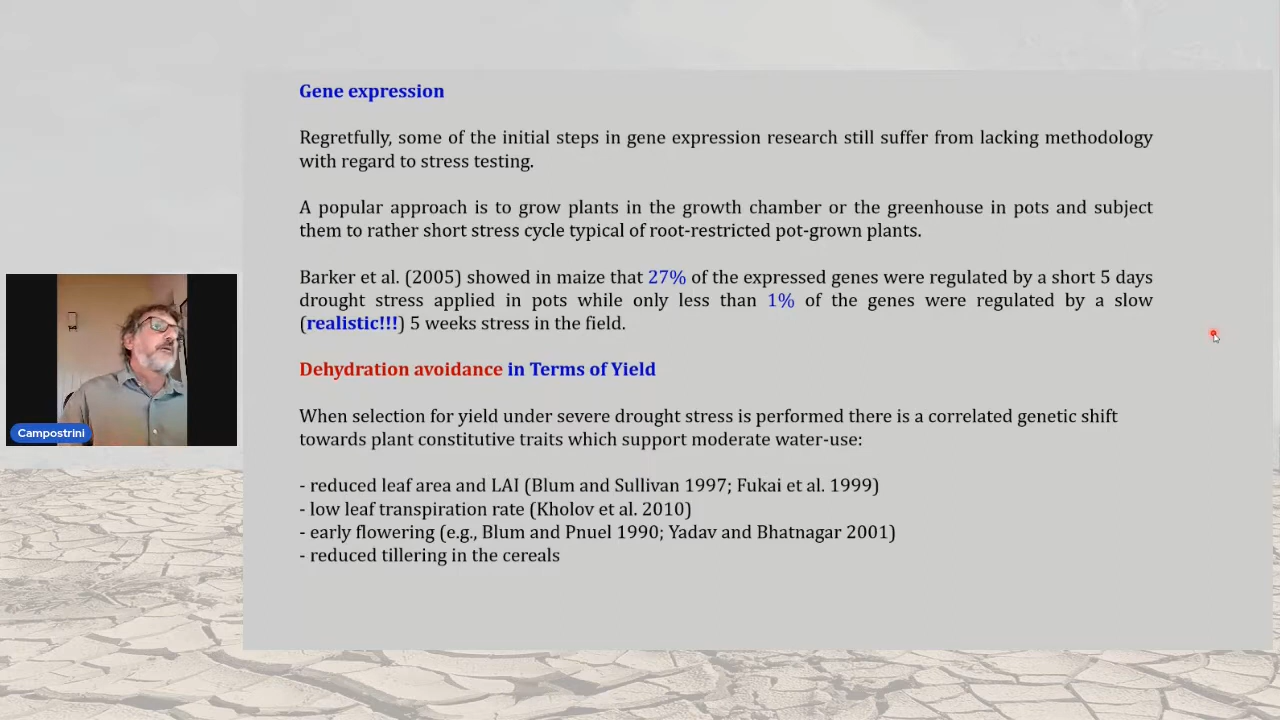 Gene expression
Regretfully, some of the initial steps in gene expression research still suffer from lacking methodology
with regard to stress testing.
A popular approach is to grow plants in the growth chamber or the greenhouse in pots and subject
them to rather short stress cycle typical of root-restricted pot-grown plants.
Barker et al. (2005) showed in maize that 27% of the expressed genes were regulated by a short 5 days
drought stress applied in pots while only less than 1% of the genes were regulated by a slow
(realistic!!!) 5 weeks stress in the field.
Dehydration avoidance in Terms of Yield
When selection for yield under severe drought stress is performed there is a correlated genetic shift
towards plant constitutive traits which support moderate water-use:
- reduced leaf area and LAI (Blum and Sullivan 1997; Fukai et al. 1999)
- low leaf transpiration rate (Kholov et al. 2010)
- early flowering (e.g., Blum and Pnuel 1990; Yadav and Bhatnagar 2001)
- reduced tillering in the cereals
Campostrini